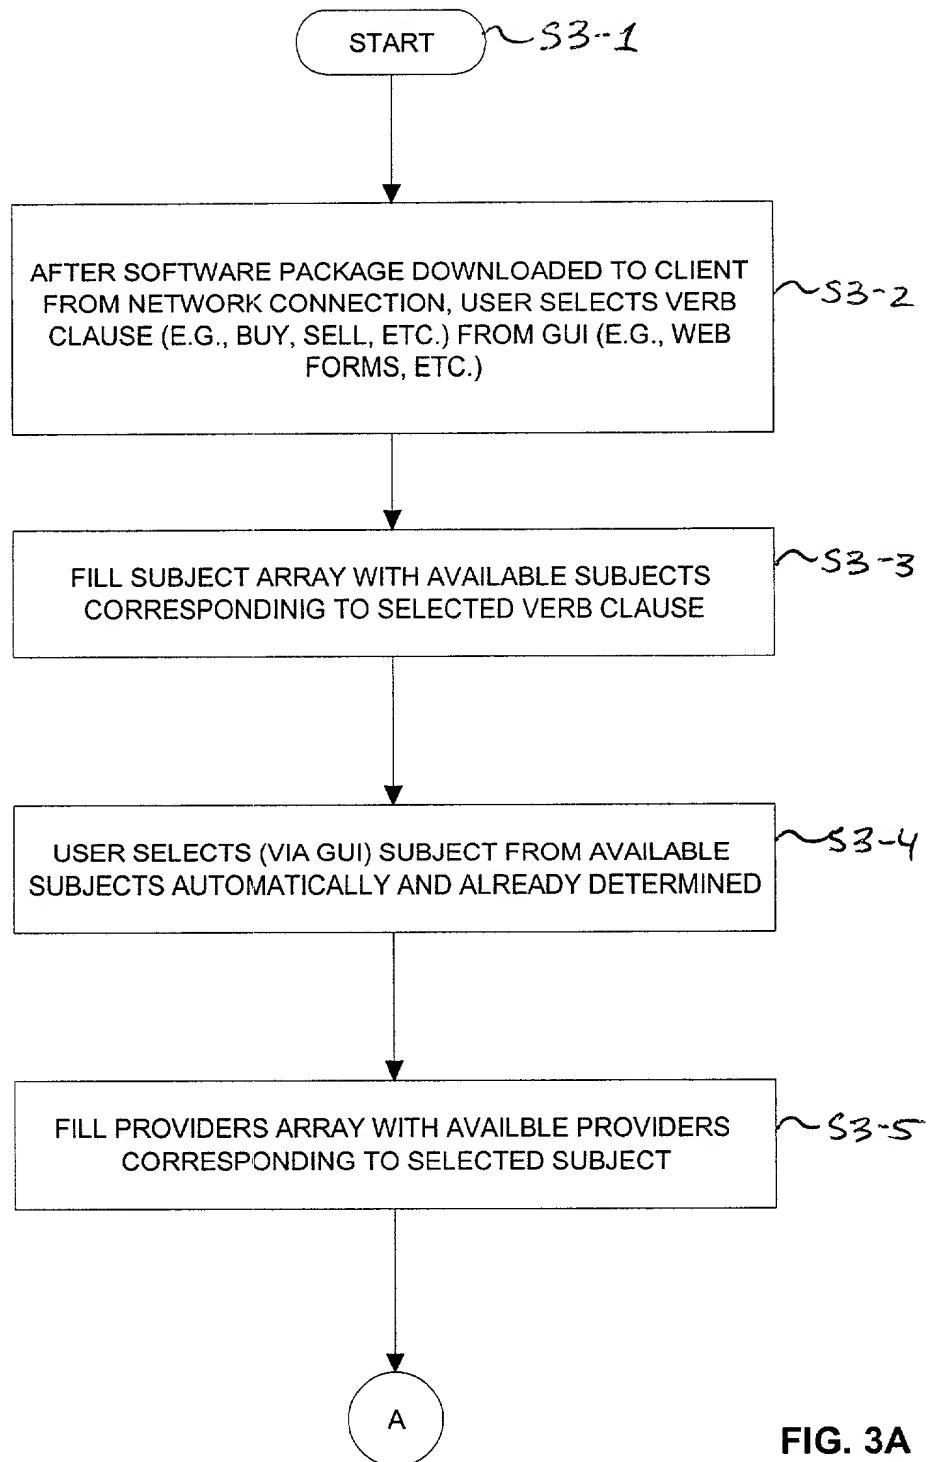 START
S3-1
AFTER SOFTWARE PACKAGE DOWNLOADED TO CLIENT
FROM NETWORK CONNECTION, USER SELECTS VERB
CLAUSE (E.G., BUY, SELL, ETC.) FROM GUI (E.G., WEB
FORMS, ETC.)
S3-2
FILL SUBJECT ARRAY WITH AVAILABLE SUBJECTS
CORRESPONDINIG TO SELECTED VERB CLAUSE
S3-3
USER SELECTS (VIA GUI) SUBJECT FROM AVAILABLE
SUBJECTS AUTOMATICALLY AND ALREADY DETERMINED
S3-4
FILL PROVIDERS ARRAY WITH AVAILBLE PROVIDERS
CORRESPONDING TO SELECTED SUBJECT
S3-5
A
FIG. 3A